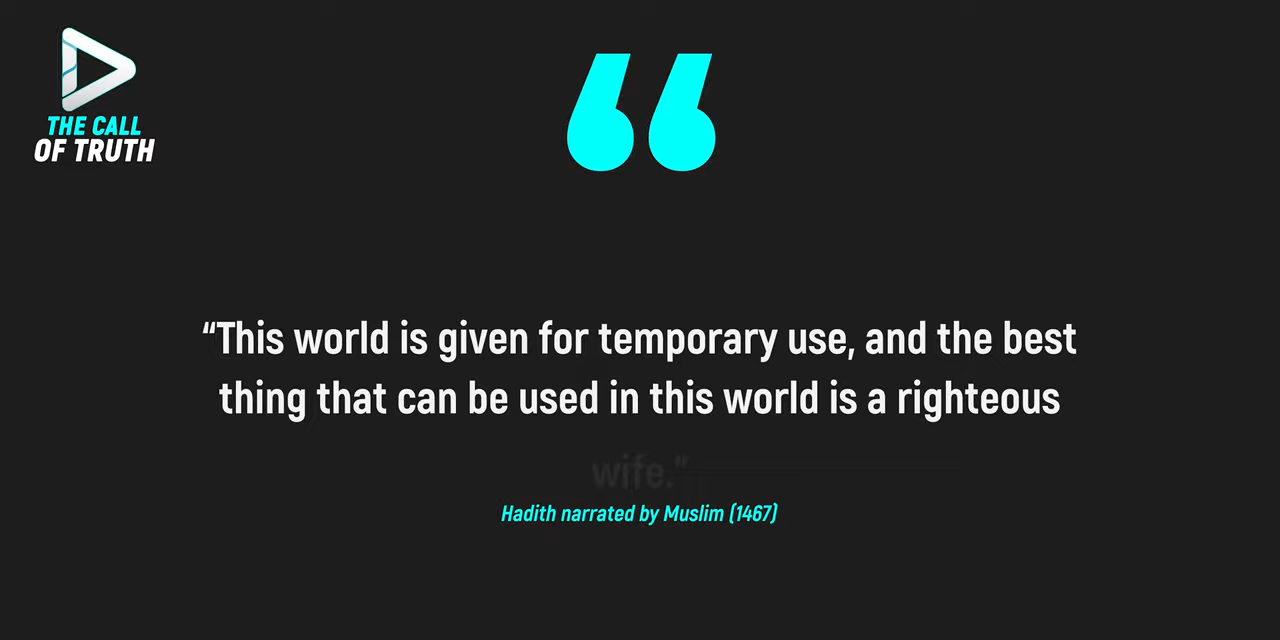 THE CALL
OF TRUTH
“This world is given for temporary use, and the best
thing that can be used in this world is a righteous
wife.”
Hadith narrated by Muslim (1467)